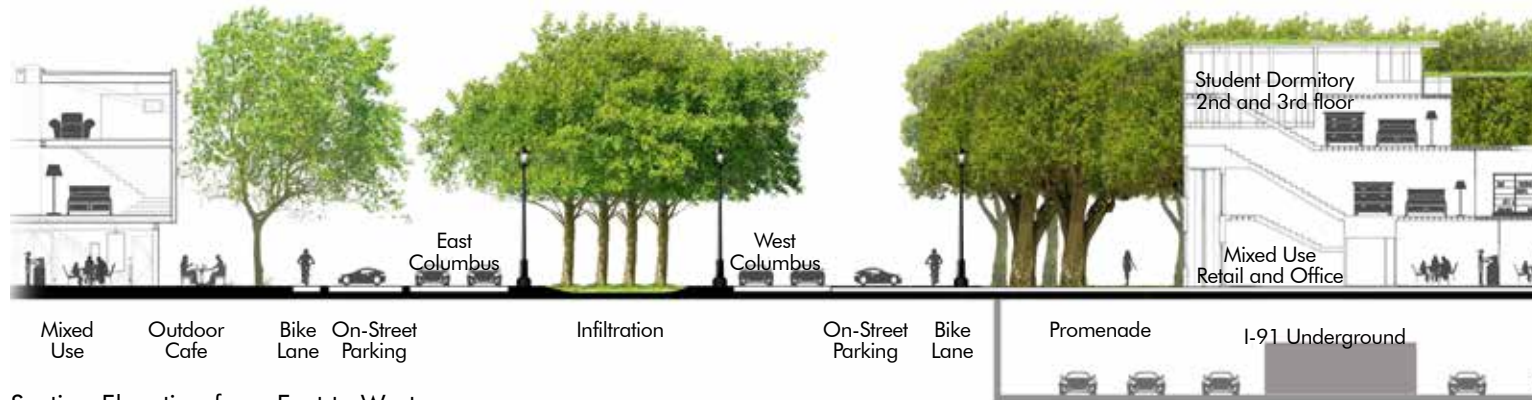 Student Dormitory
2nd and 3rd floor
East
Columbus
West
Columbus
Mixed Use
Retail and Office
Mixed
Use
Outdoor
Cafe
Bike
Lane
On-Street
Parking
Infiltration
On-Street
Parking
Bike
Lane
Promenade
I-91 Underground
Section Elevation from East to West